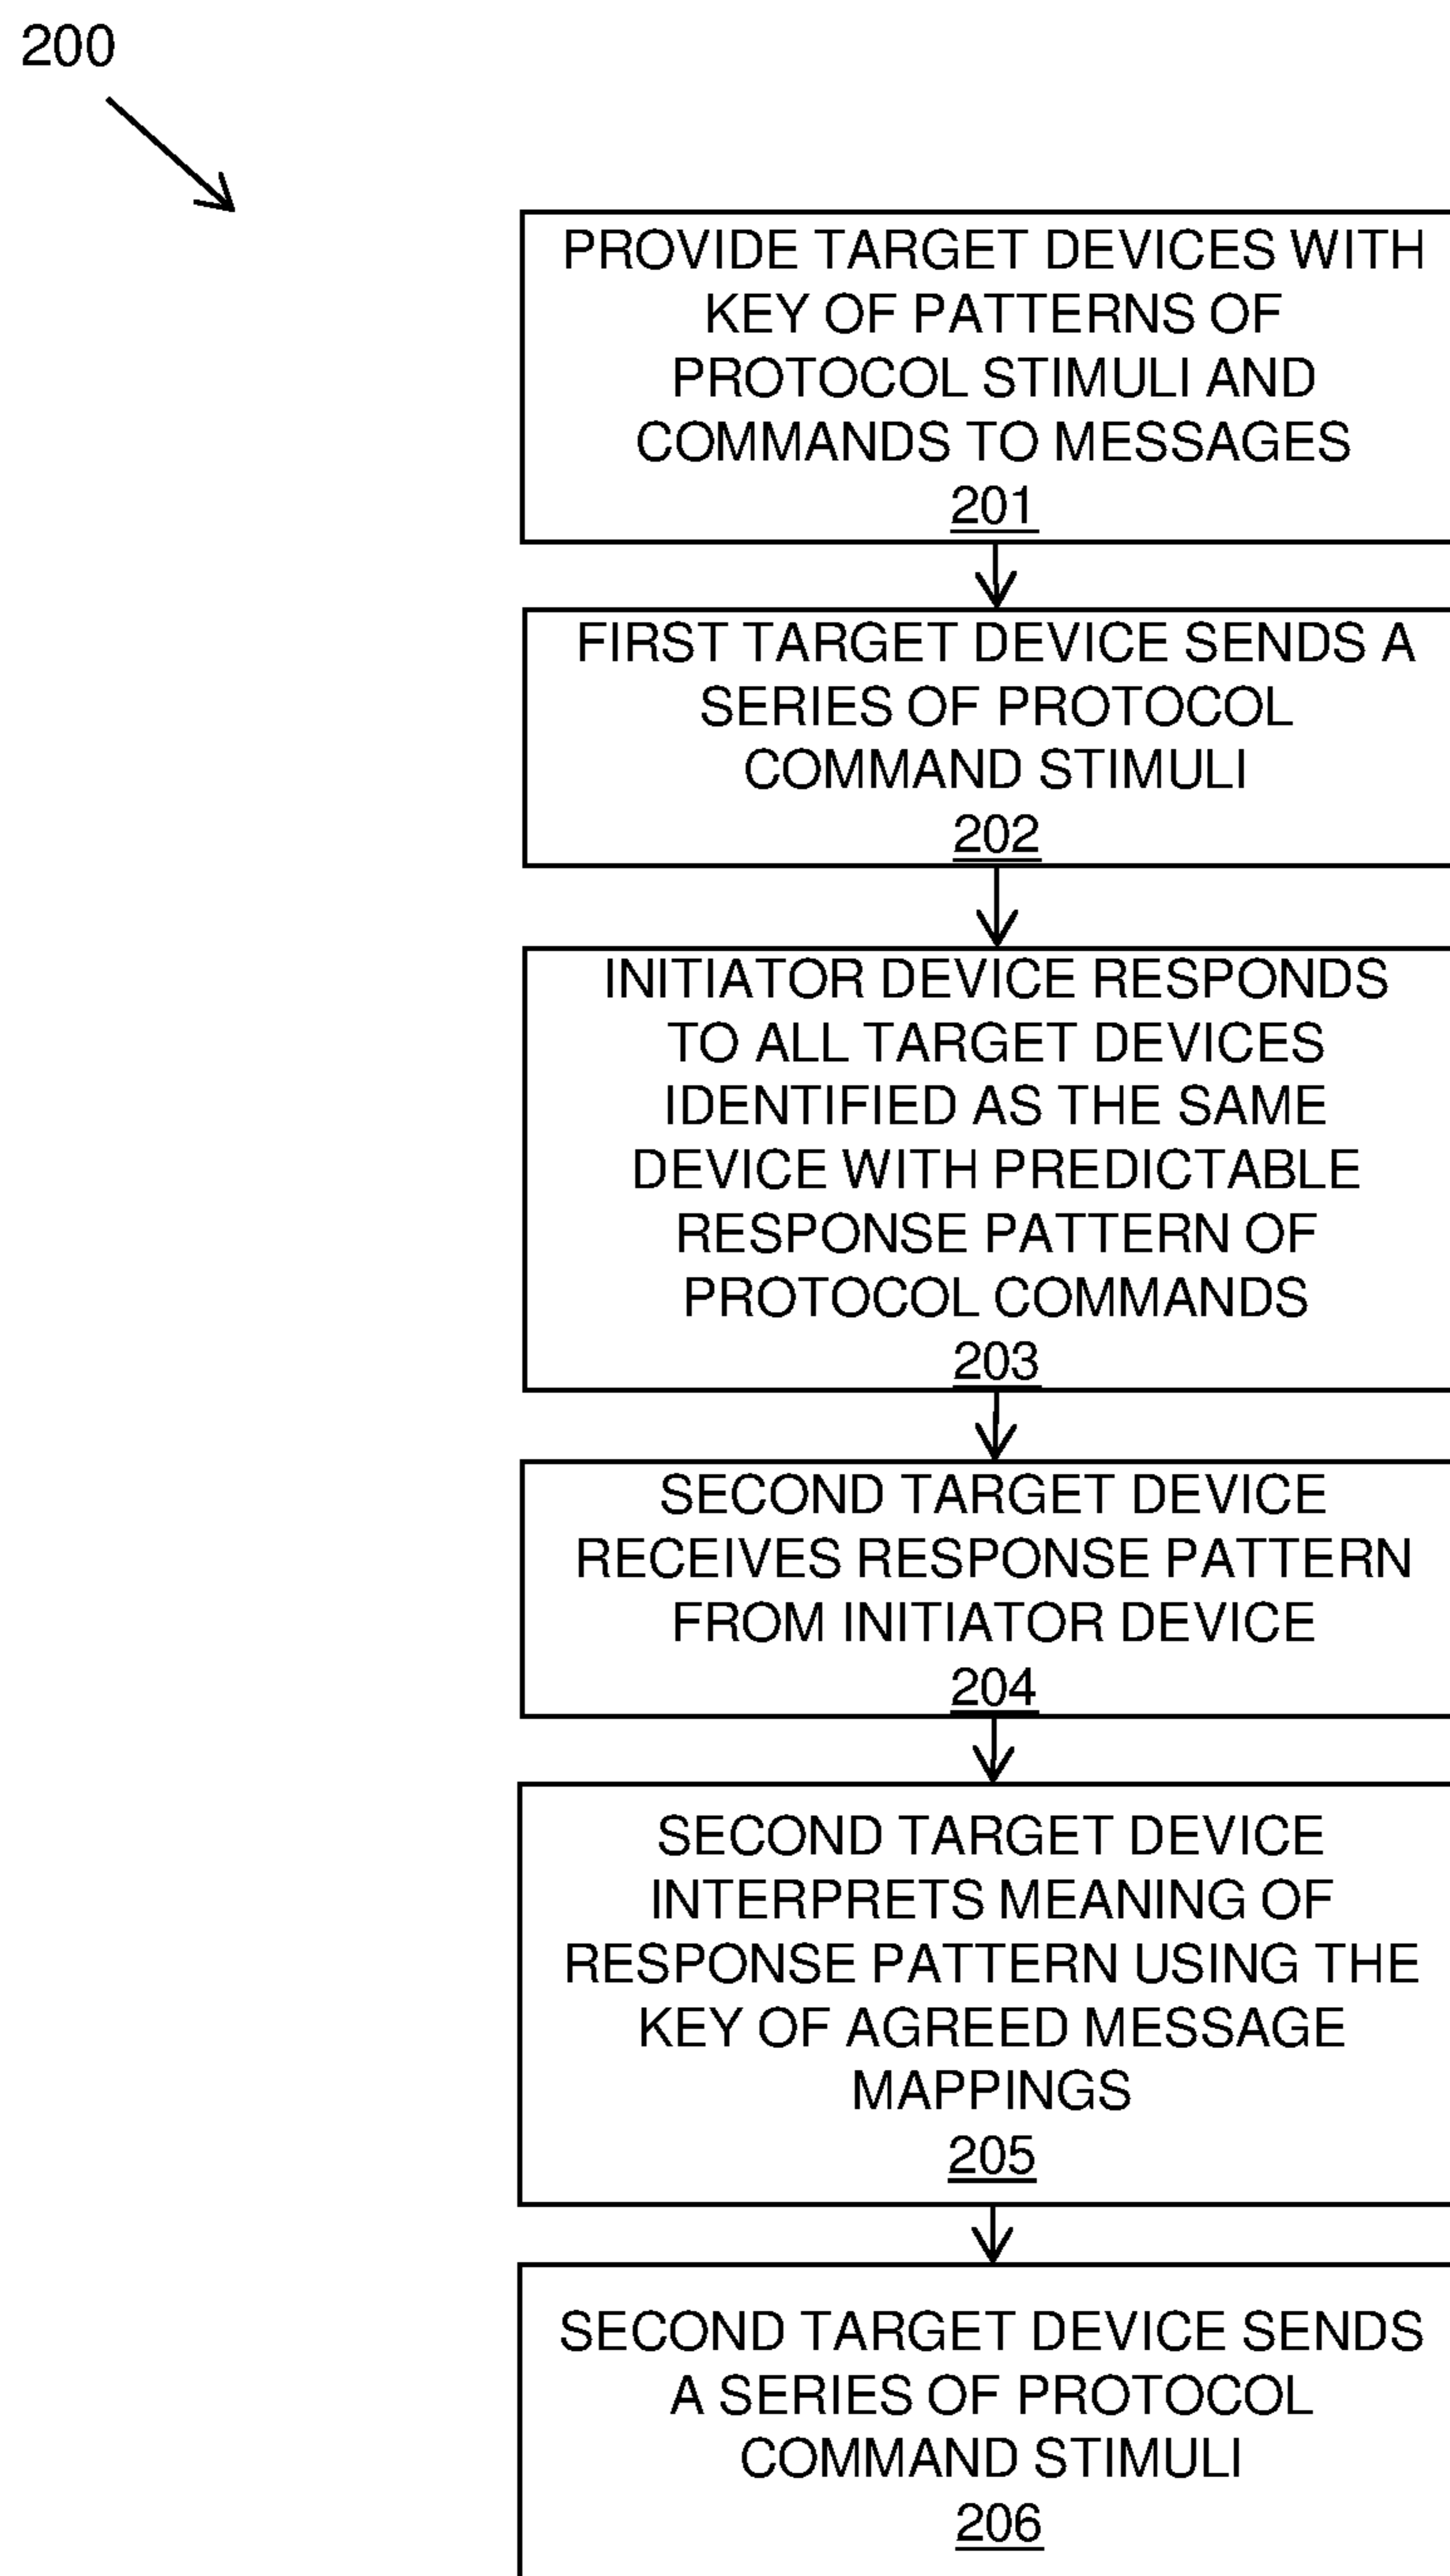 200
PROVIDE TARGET DEVICES WITH
KEY OF PATTERNS OF
PROTOCOL STIMULI AND
COMMANDS TO MESSAGES
201
FIRST TARGET DEVICE SENDS A
SERIES OF PROTOCOL
COMMAND STIMULI
202
INITIATOR DEVICE RESPONDS
TO ALL TARGET DEVICES
IDENTIFIED AS THE SAME
DEVICE WITH PREDICTABLE
RESPONSE PATTERN OF
PROTOCOL COMMANDS
203
SECOND TARGET DEVICE
RECEIVES RESPONSE PATTERN
FROM INITIATOR DEVICE
204
SECOND TARGET DEVICE
INTERPRETS MEANING OF
RESPONSE PATTERN USING THE
KEY OF AGREED MESSAGE
MAPPINGS
205
SECOND TARGET DEVICE SENDS
A SERIES OF PROTOCOL
COMMAND STIMULI
206